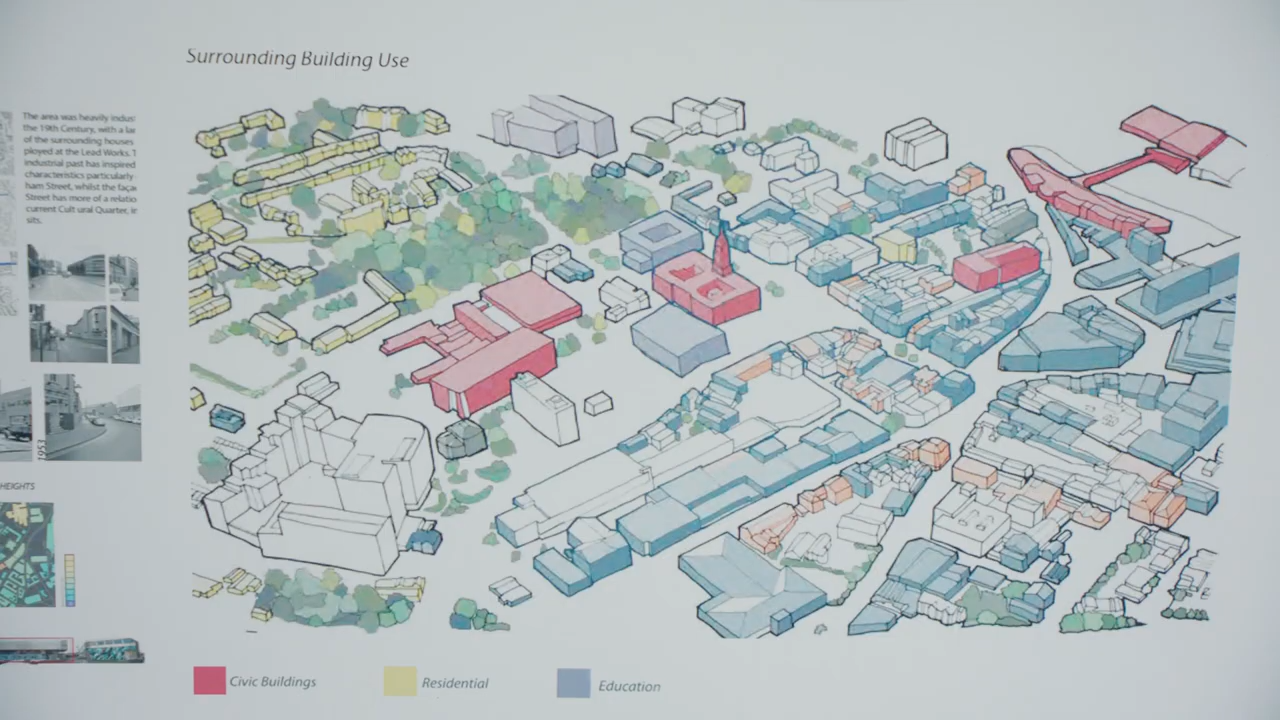 Surrounding Building Use
The area was heavily indus
the 19th Century, with a lar
of the surrounding houses
ployed at the Lead Works. T
industrial past has inspired
characteristics particularly
ham Street, whilst the faça
Street has more of a relatio
current Cult ural Quarter, in
sits.
1953
HEIGHTS
Civic Buildings
Residential
Education